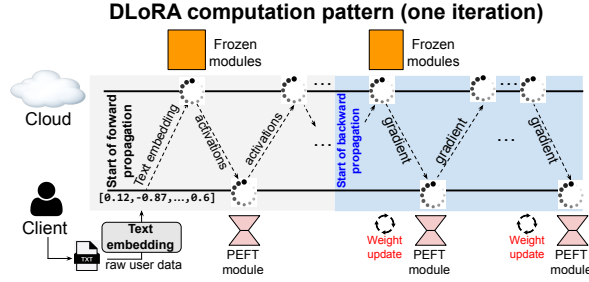 DLoRA computation pattern (one iteration)
Frozen
modules
Frozen
modules
Cloud
Start of forward
propagation
Text embedding
activations
activations
...
...
Start of backward
propagation
gradient
gradient
...
gradient
[0.12,-0.87,...,0.6]
Client
TXT
raw user data
Text
embedding
PEFT
module
Weight
update
PEFT
module
Weight
update
PEFT
module